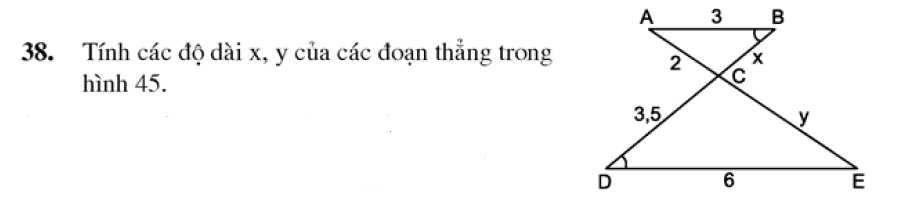 38. Tính các độ dài x, y của các đoạn thẳng trong
hình 45.
A 3 B
2 x
C
3,5 y
D 6 E